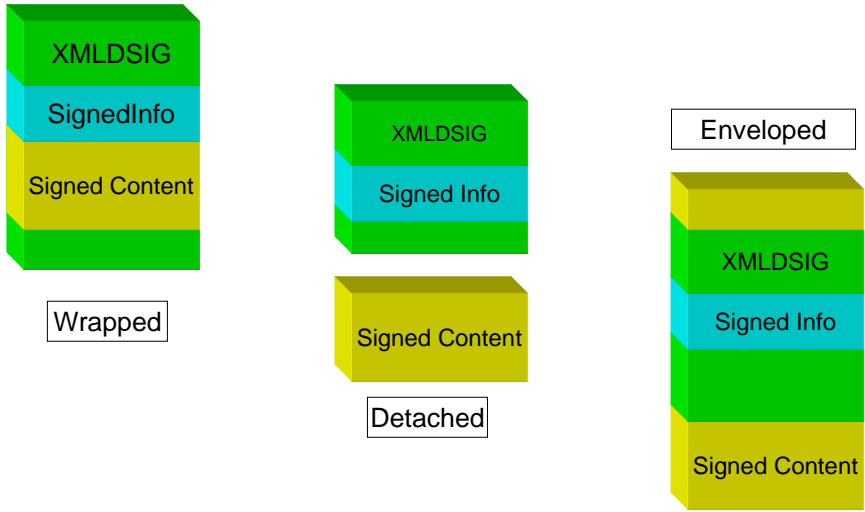 XMLDSIG
SignedInfo
Signed Content
Wrapped
XMLDSIG
Signed Info
Signed Content
Detached
Enveloped
XMLDSIG
Signed Info
Signed Content